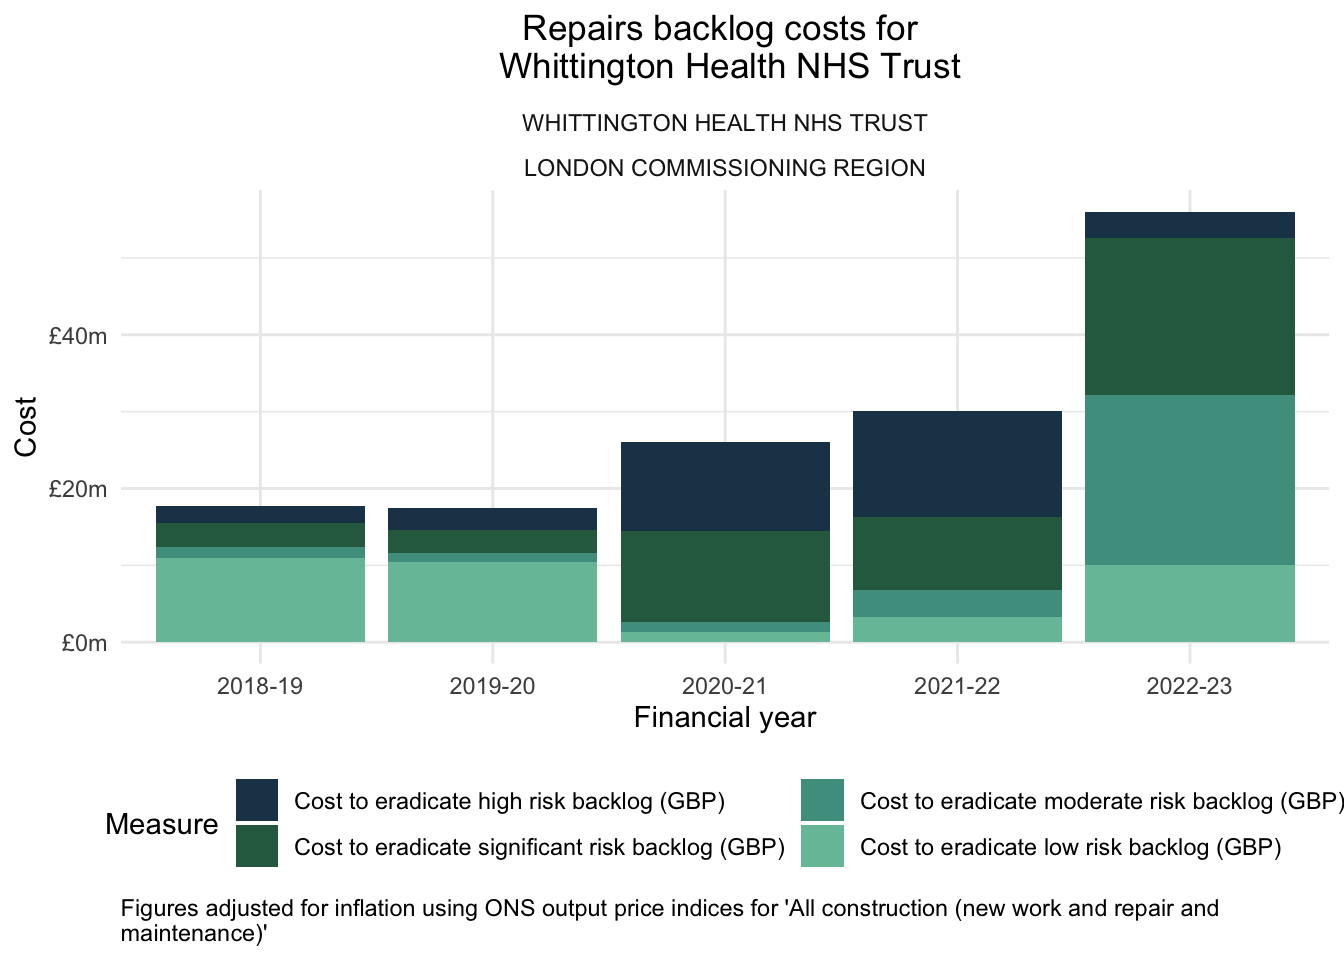 Repairs backlog costs for
Whittington Health NHS Trust
WHITTINGTON HEALTH NHS TRUST
LONDON COMMISSIONING REGION
Cost
£40m
£20m
£0m
2018-19
2019-20
2020-21
2021-22
2022-23
Financial year
Measure
Cost to eradicate high risk backlog (GBP)
Cost to eradicate significant risk backlog (GBP)
Cost to eradicate moderate risk backlog (GBP)
Cost to eradicate low risk backlog (GBP)
Figures adjusted for inflation using ONS output price indices for 'All construction (new work and repair and
maintenance)'